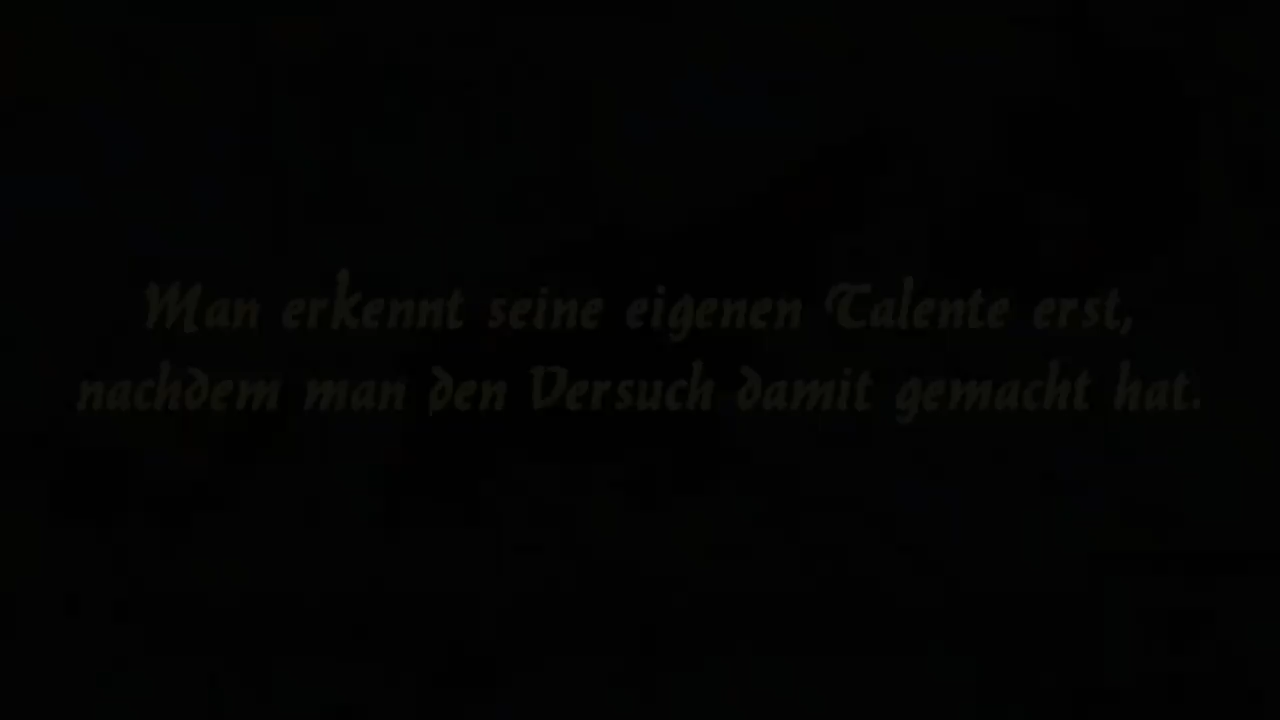 Man erkennt seine eigenen Talente erst,
nachdem man den Versuch damit gemacht hat.